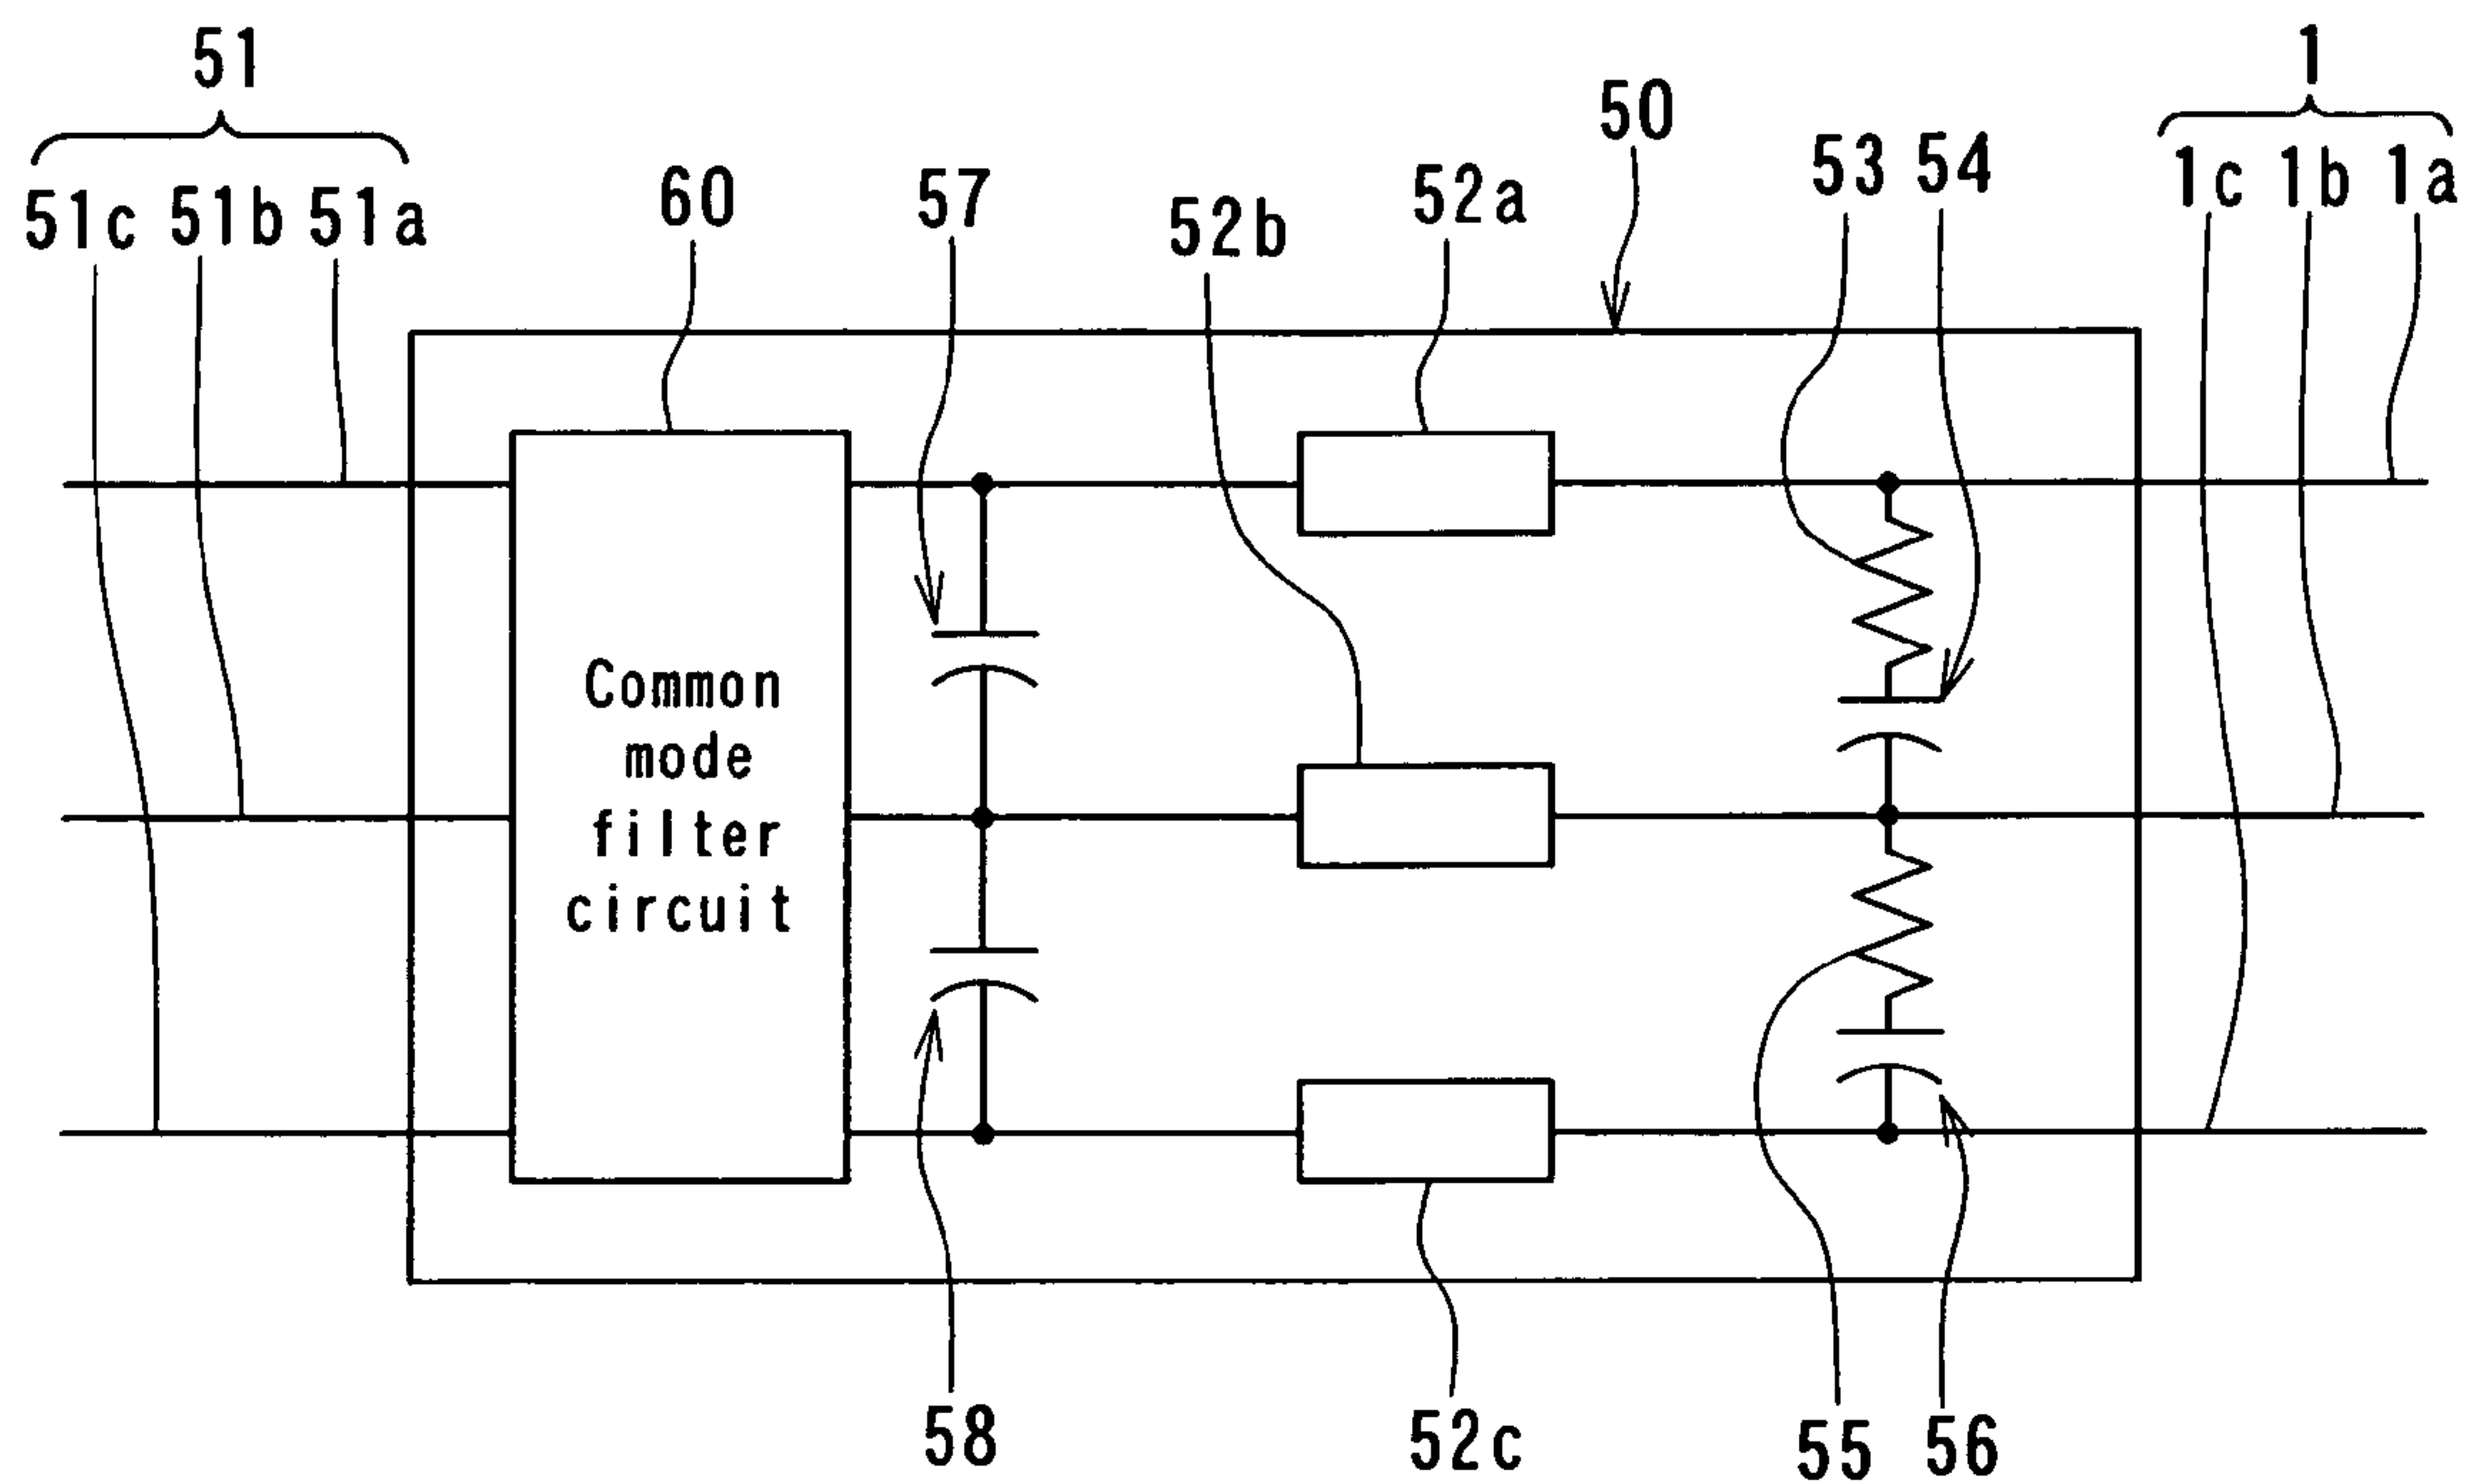 51
1
50
53 54
1c 1b 1a
60
57
52a
51c 51b 51a
52b
Common
mode
filter
circuit
58
52c
55 56